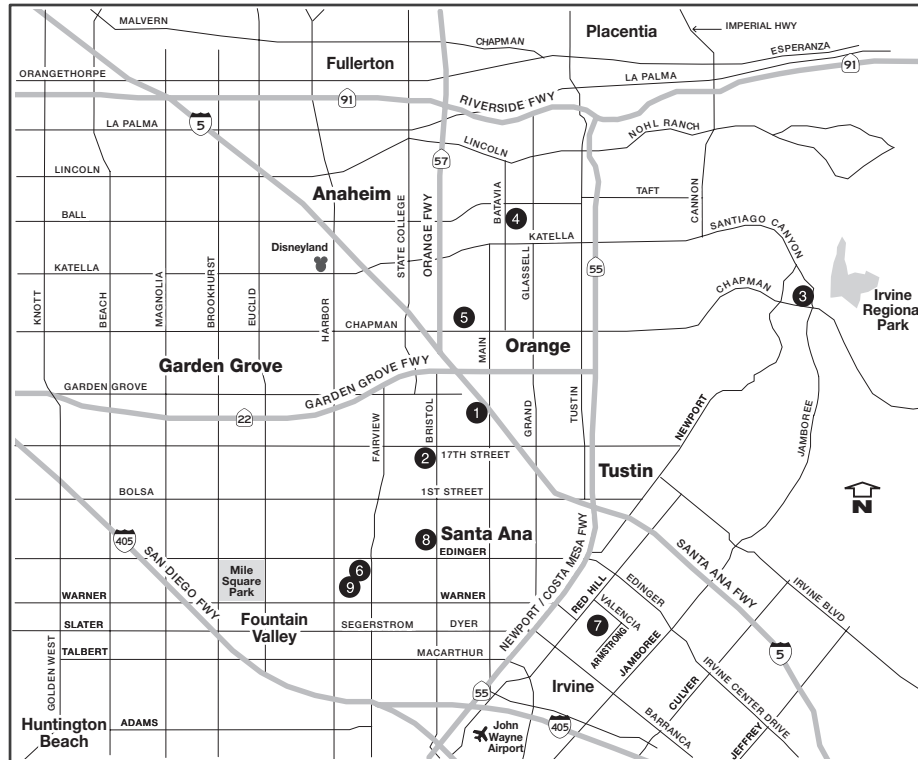 MALVERN
CHAPMAN
Placentia
IMPERIAL HWY
Fullerton
ESPERANZA
ORANGETHORPE
LA PALMA
91
91
RIVERSIDE FWY
5
LA PALMA
NOHL RANCH
LINCOLN
57
LINCOLN
Anaheim
TAFT
BALL
STATE COLLEGE
ORANGE FWY
BATAVIA
4
CANNON
SANTIAGO CANYON
KATELLA
Disneyland
KATELLA
GLASSELL
55
CHAPMAN
3
Irvine
Regional
Park
KNOTT
BEACH
MAGNOLIA
BROOKHURST
EUCLID
HARBOR
CHAPMAN
5
MAIN
Orange
Garden Grove
GARDEN GROVE FWY
GARDEN GROVE
22
FAIRVIEW
BRISTOL
1
GRAND
TUSTIN
NEWPORT
JAMBOREE
2
17TH STREET
Tustin
BOLSA
1ST STREET
N
405
SAN DIEGO FWY
8
Santa Ana
EDINGER
NEWPORT / COSTA MESA FWY
SANTA ANA FWY
Mile
Square
Park
6
9
RED HILL
EDINGER
IRVINE BLVD
WARNER
WARNER
VALENCIA
SLATER
Fountain
Valley
SEGERSTROM
DYER
7
ARMSTRONG
JAMBOREE
TALBERT
MACARTHUR
5
GOLDEN WEST
55
Irvine
CULVER
IRVINE CENTER DRIVE
Huntington
Beach
ADAMS
John
Wayne
Airport
405
BARRANCA
JEFFREY